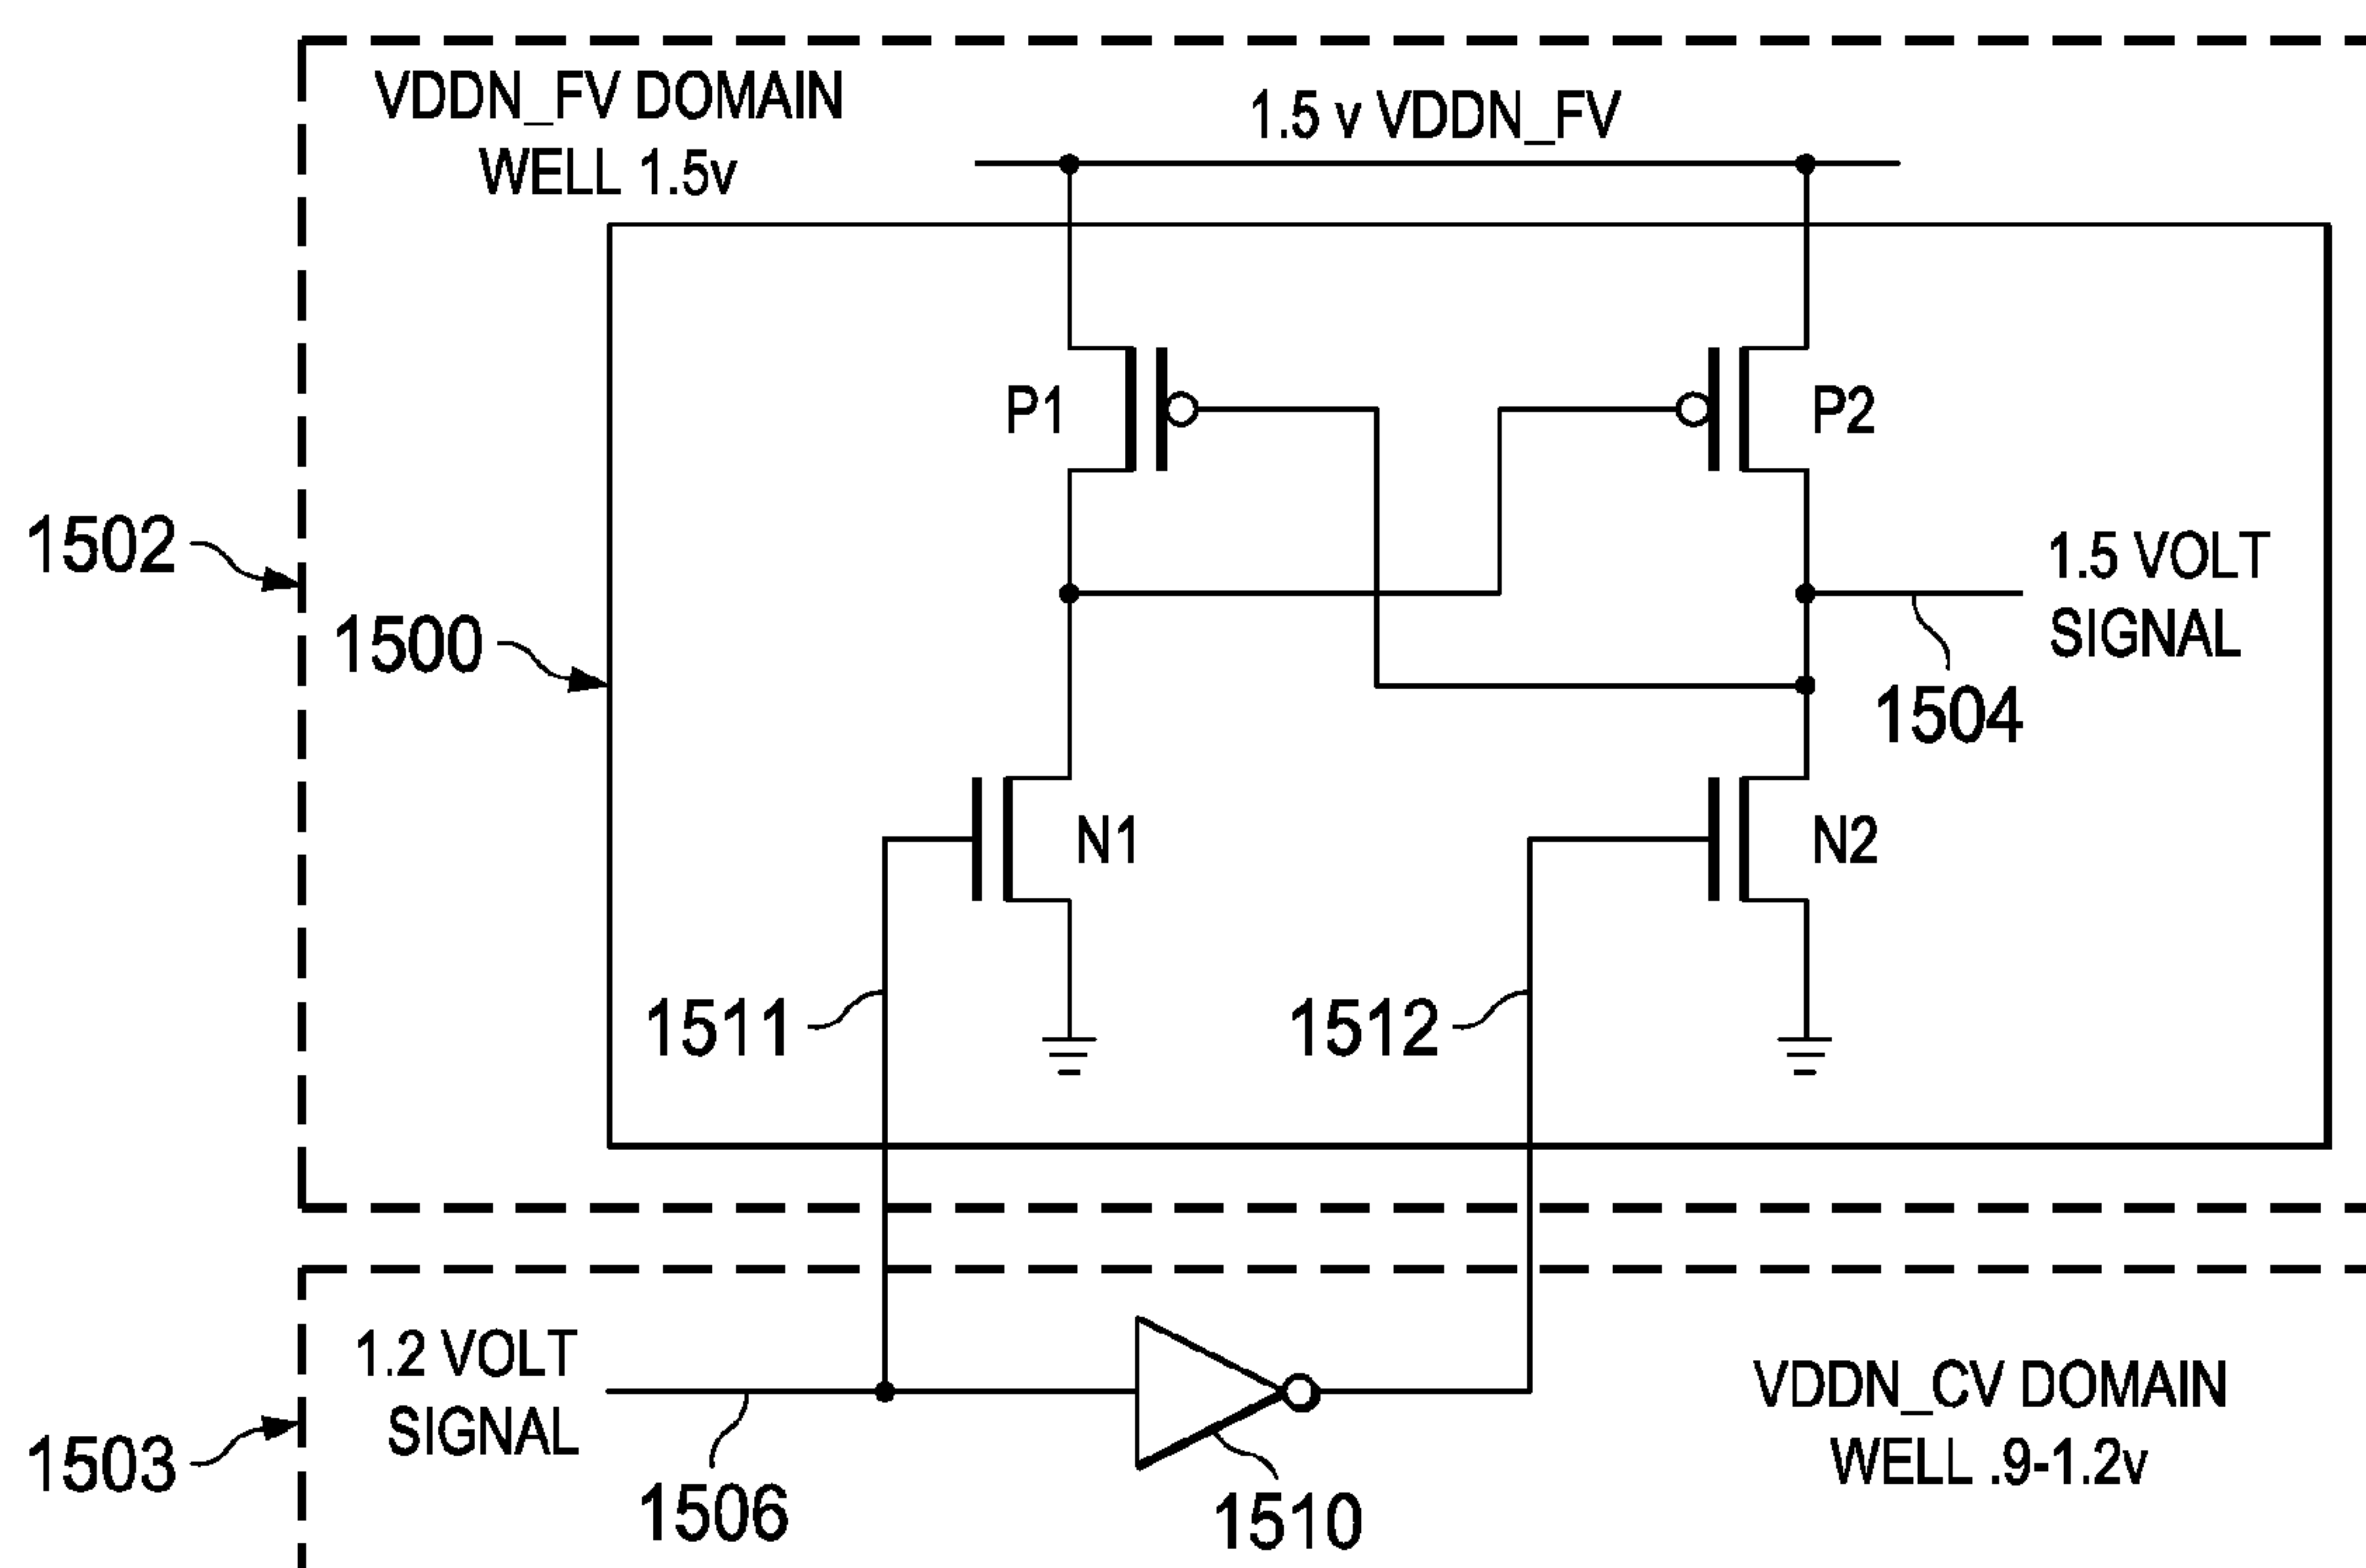 VDDN_FV DOMAIN
WELL 1.5v
1.5 v VDDN_FV
P1
P2
1502
1500
1.5 VOLT
SIGNAL
1504
N1
N2
1511
1512
1.2 VOLT
SIGNAL
VDDN_CV DOMAIN
WELL .9-1.2v
1503
1506
1510